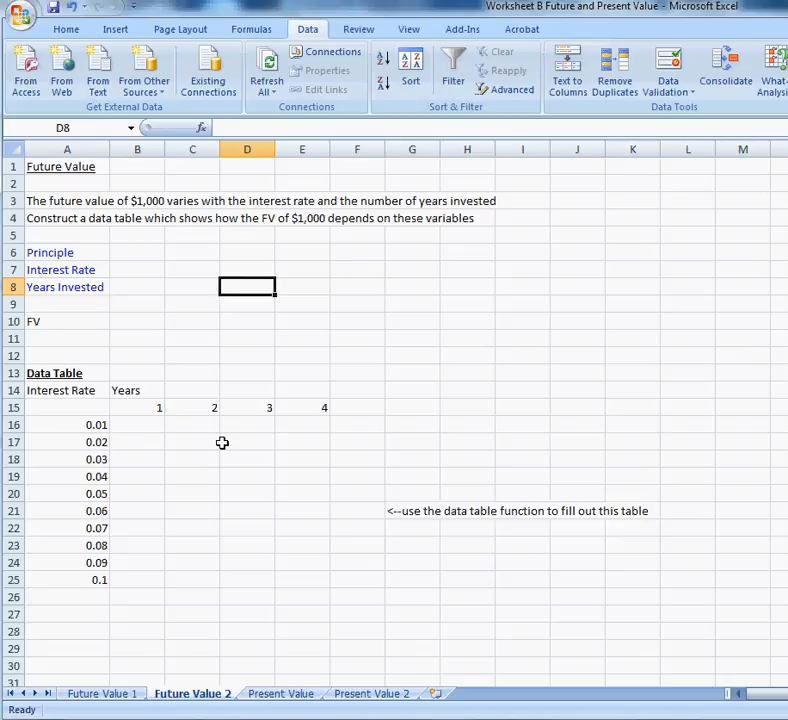 Worksheet B Future and Present Value - Microsoft Excel
Home Insert Page Layout Formulas Data Review View Add-Ins Acrobat
From Access
From Web
From Text
From Other Sources
Existing Connections
Get External Data
Refresh All
Connections
Properties
Edit Links
Connections
Sort
Filter
Clear
Reapply
Advanced
Sort & Filter
Text to Columns
Remove Duplicates
Data Validation
Consolidate
What-
Analysis
Data Tools
D8 fx
A B C D E F G H I J K L M
1 Future Value
2
3 The future value of $1,000 varies with the interest rate and the number of years invested
4 Construct a data table which shows how the FV of $1,000 depends on these variables
5
6 Principle
7 Interest Rate
8 Years Invested
9
10 FV
11
12
13 Data Table
14 Interest Rate Years
15 1 2 3 4
16 0.01
17 0.02
18 0.03
19 0.04
20 0.05
21 0.06 <--use the data table function to fill out this table
22 0.07
23 0.08
24 0.09
25 0.1
26
27
28
29
30
31
Future Value 1 Future Value 2 Present Value Present Value 2
Ready